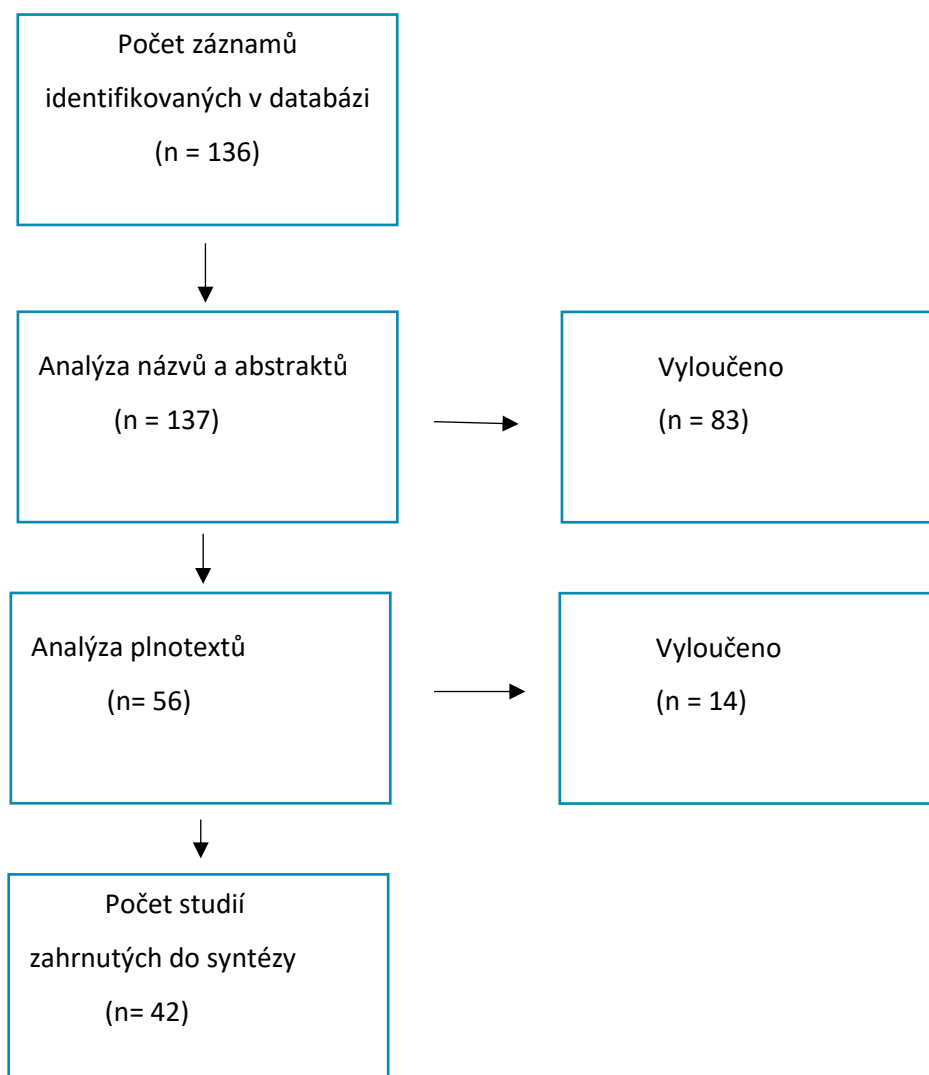 Počet záznamů
identifikovaných v databázi
(n = 136)
Analýza názvů a abstraktů
(n = 137)
Vyloučeno
(n = 83)
Analýza plnotextů
(n= 56)
Vyloučeno
(n = 14)
Počet studií
zahrnutých do syntézy
(n= 42)